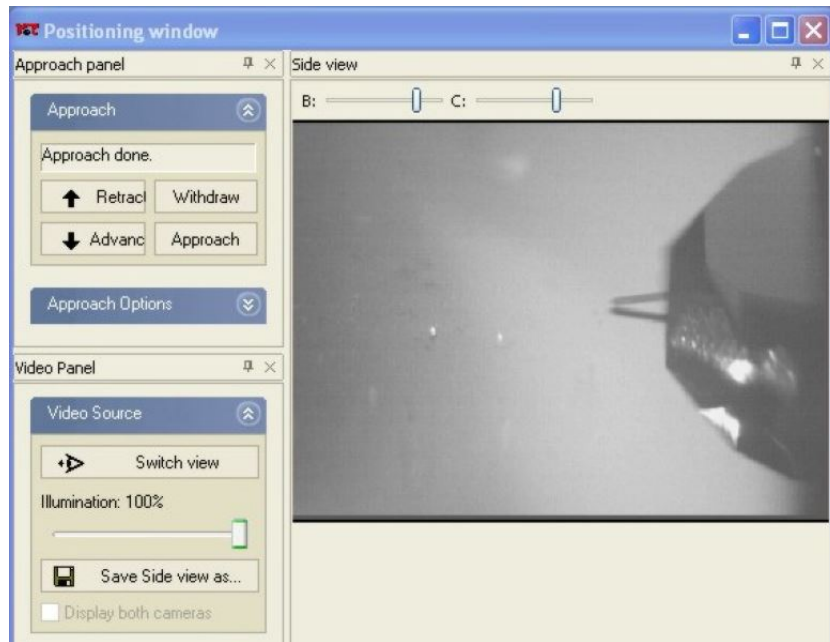 Positioning window
Approach panel
Approach
Approach done.
Retract Withdraw
Advanc Approach
Approach Options
Video Panel
Video Source
Switch view
Illumination: 100%
Save Side view as...
Display both cameras
Side view
B: C: